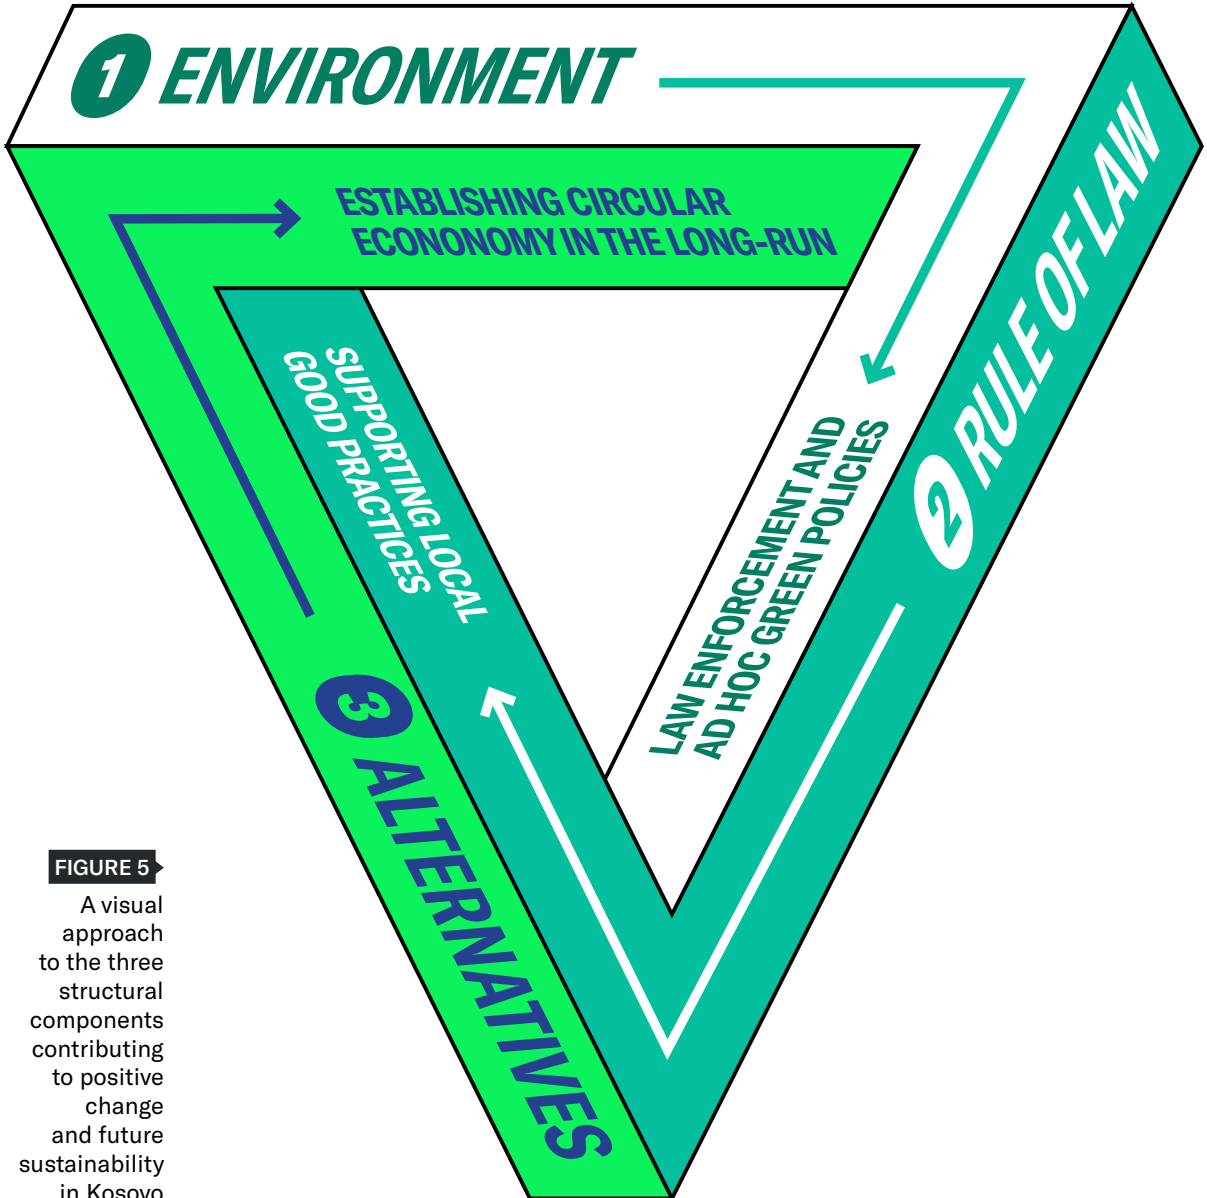 1 ENVIRONMENT
ESTABLISHING CIRCULAR
ECONONOMY IN THE LONG-RUN
2 RULE OF LAW
LAW ENFORCEMENT AND
AD HOC GREEN POLICIES
SUPPORTING LOCAL
GOOD PRACTICES
3 ALTERNATIVES
FIGURE 5
A visual
approach
to the three
structural
components
contributing
to positive
change
and future
sustainability
in Kosovo